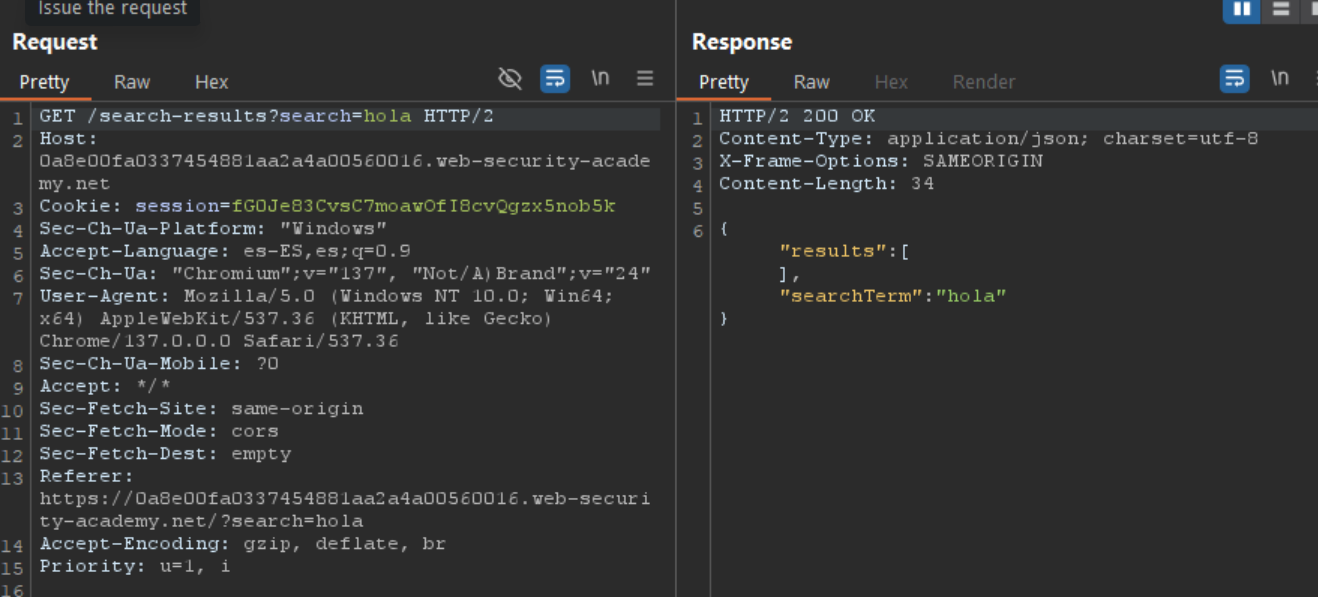 Issue the request
Request
Pretty Raw Hex \n
1 GET /search-results?search=hola HTTP/2
2 Host:
0a8e00fa0337454881aa2a4a00560016.web-security-acade
my.net
3 Cookie: session=fG0Je83CvsC7moawOfI8cvQgzx5nob5k
4 Sec-Ch-Ua-Platform: "Windows"
5 Accept-Language: es-ES,es;q=0.9
6 Sec-Ch-Ua: "Chromium";v="137", "Not/A)Brand";v="24"
7 User-Agent: Mozilla/5.0 (Windows NT 10.0; Win64;
x64) AppleWebKit/537.36 (KHTML, like Gecko)
Chrome/137.0.0.0 Safari/537.36
8 Sec-Ch-Ua-Mobile: ?0
9 Accept: */*
10 Sec-Fetch-Site: same-origin
11 Sec-Fetch-Mode: cors
12 Sec-Fetch-Dest: empty
13 Referer:
https://0a8e00fa0337454881aa2a4a00560016.web-securi
ty-academy.net/?search=hola
14 Accept-Encoding: gzip, deflate, br
15 Priority: u=1, i
16
Response
Pretty Raw Hex Render \n
1 HTTP/2 200 OK
2 Content-Type: application/json; charset=utf-8
3 X-Frame-Options: SAMEORIGIN
4 Content-Length: 34
5
6 {
"results":[
],
"searchTerm":"hola"
}